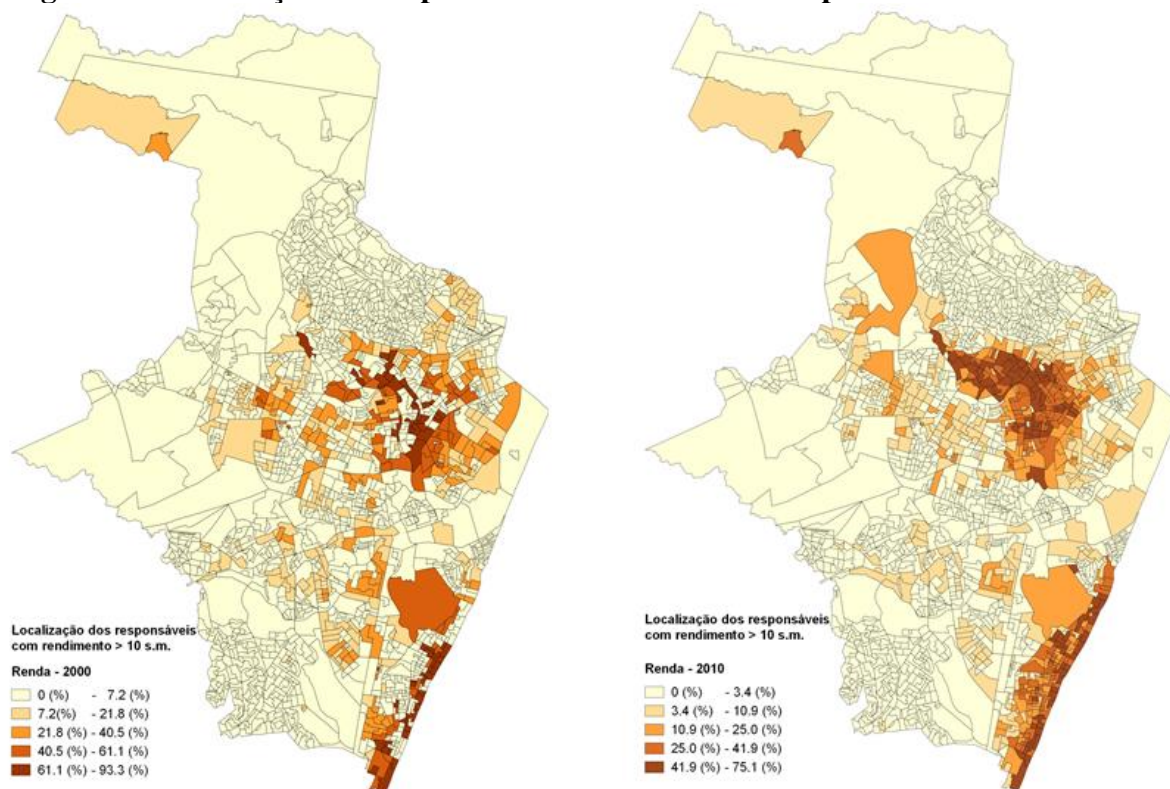 Localização dos responsáveis
com rendimento > 10 s.m.
Renda - 2000
0 (%) - 7.2 (%)
7.2(%) - 21.8 (%)
21.8 (%) - 40.5 (%)
40.5 (%) - 61.1 (%)
61.1 (%) - 93.3 (%)
Localização dos responsáveis
com rendimento > 10 s.m.
Renda - 2010
0 (%) - 3.4 (%)
3.4 (%) - 10.9 (%)
10.9 (%) - 25.0 (%)
25.0 (%) - 41.9 (%)
41.9 (%) - 75.1 (%)